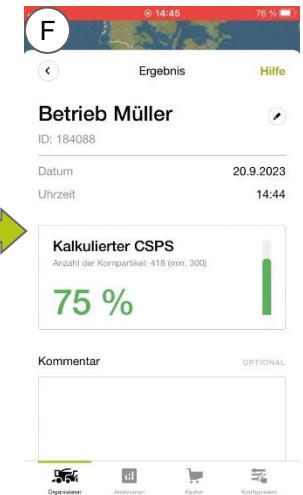 F
14:45 76 %
Ergebnis Hilfe
Betrieb Müller
ID: 184088
Datum 20.9.2023
Uhrzeit 14:44
Kalkulierter CSPS
Anzahl der Kornpartikel: 418 (min. 300)
75 %
Kommentar OPTIONAL
Organisieren Analysieren Kaufen Konfigurieren